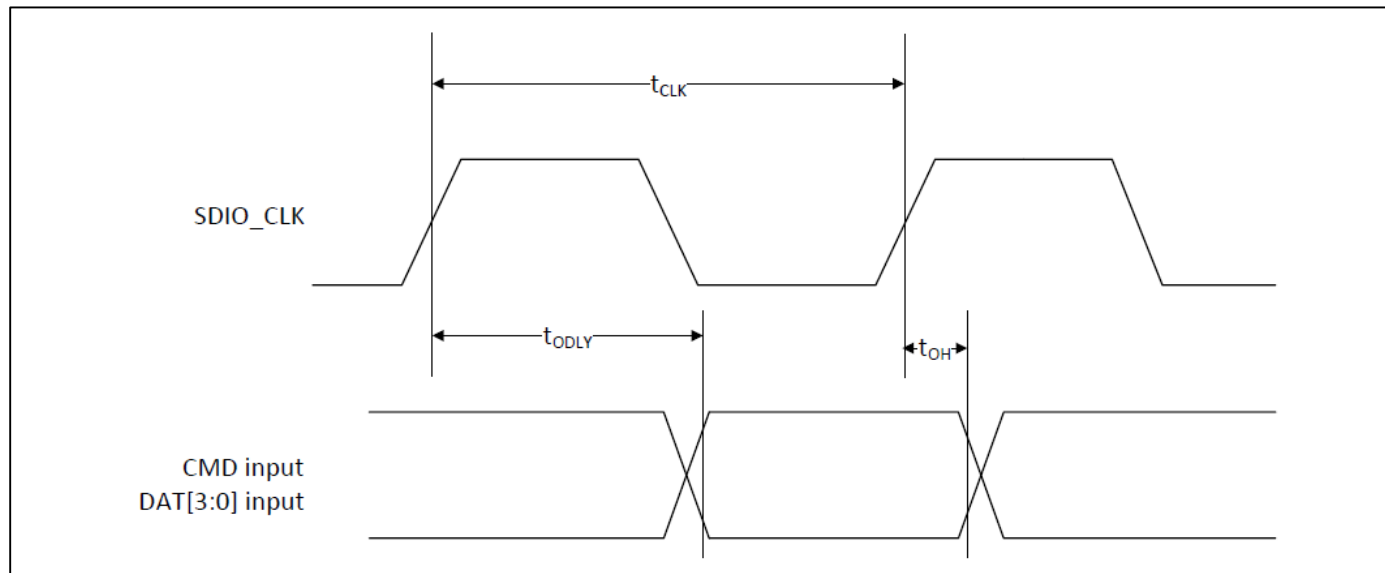 tCLK
SDIO_CLK
tODLY
tOH
CMD input
DAT[3:0] input